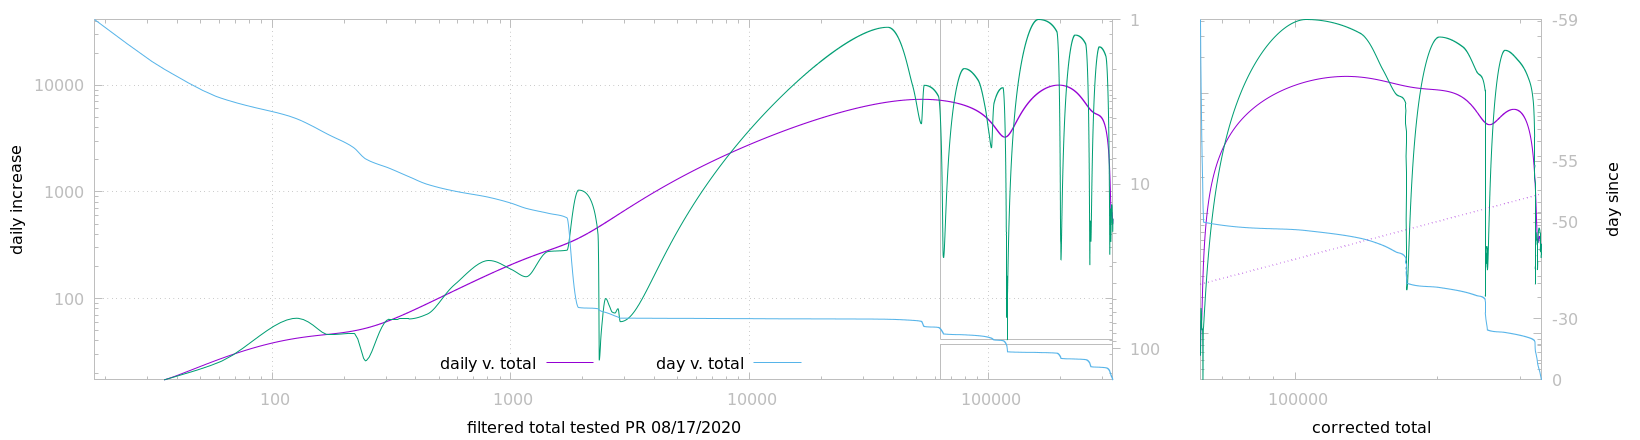 daily increase
10000
1000
100
daily v. total
day v. total
100
1000
10000
100000
filtered total tested PR 08/17/2020
1
10
100
-59
-55
-50
-30
0
day since
100000
corrected total